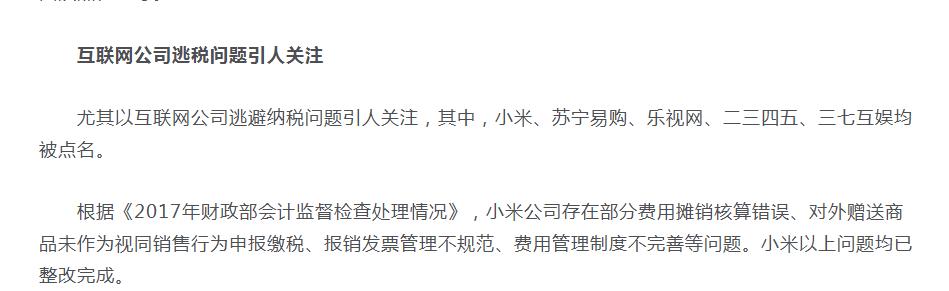 互联网公司逃税问题引人关注
尤其以互联网公司逃避纳税问题引人关注，其中，小米、苏宁易购、乐视网、二三四五、三七互娱均
被点名。
根据《2017年财政部会计监督检查处理情况》，小米公司存在部分费用摊销核算错误、对外赠送商
品未作为视同销售行为申报缴税、报销发票管理不规范、费用管理制度不完善等问题。小米以上问题均已
整改完成。